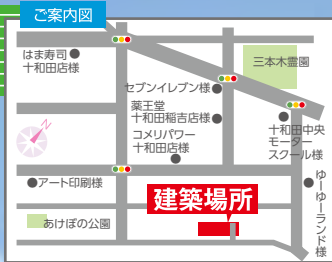 ご案内図
はま寿司
十和田店様
三本木霊園
セブンイレブン様
薬王堂
十和田稲吉店様
コメリパワー
十和田店様
十和田中央
モーター
スクール様
N
アート印刷様
ゆーゆーランド様
建築場所
あけぼの公園